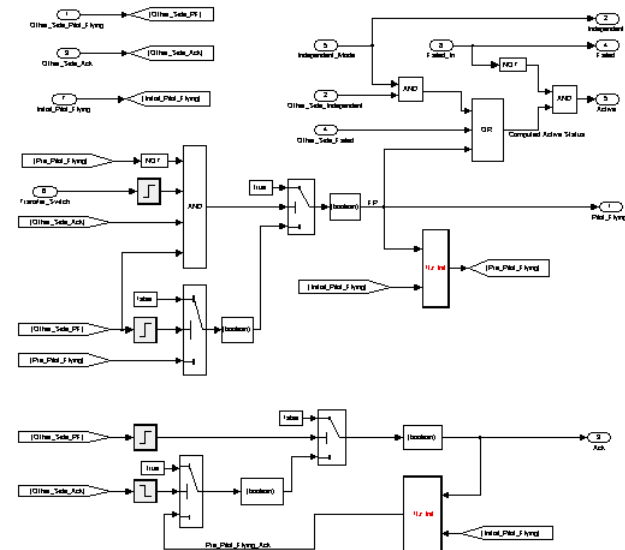 1
Other_Side_Pilot_Flying
[Other_Side_PF]
9
Other_Side_Ack
[Other_Side_Ack]
7
Initial_Pilot_Flying
[Initial_Pilot_Flying]
5
Independent_Mode
8
Failed_In
2
Independent
4
Failed
NOT
3
Other_Side_Independent
AND
AND
5
Active
4
Other_Side_Failed
OR
Computed Active Status
[Pre_Pilot_Flying]
NOT
6
Transfer_Switch
AND
[Other_Side_Ack]
true
(boolean)
PF
1
Pilot_Flying
[Initial_Pilot_Flying]
[Pre_Pilot_Flying]
false
[Other_Side_PF]
(boolean)
[Pre_Pilot_Flying]
[Other_Side_PF]
false
(boolean)
3
Ack
true
[Other_Side_Ack]
(boolean)
[Initial_Pilot_Flying]
Pre_Pilot_Flying_Ack